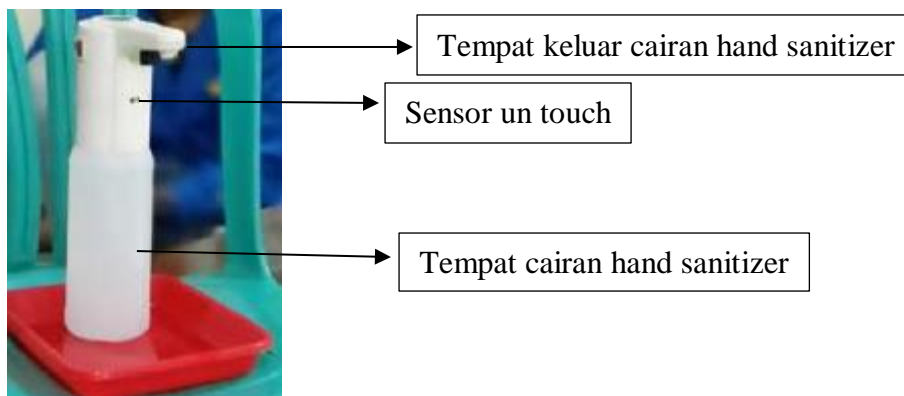 Tempat keluar cairan hand sanitizer
Sensor un touch
Tempat cairan hand sanitizer